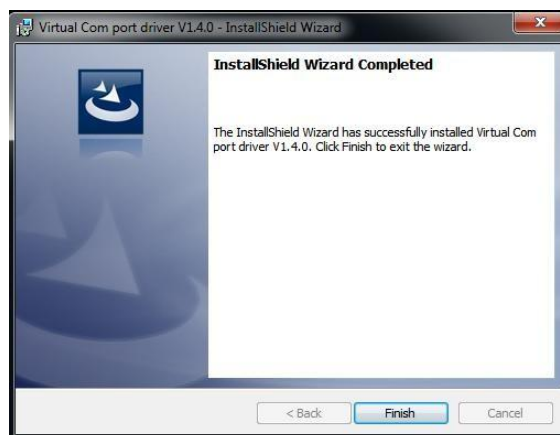 Virtual Com port driver V1.4.0 - InstallShield Wizard
InstallShield Wizard Completed
The InstallShield Wizard has successfully installed Virtual Com
port driver V1.4.0. Click Finish to exit the wizard.
< Back
Finish
Cancel